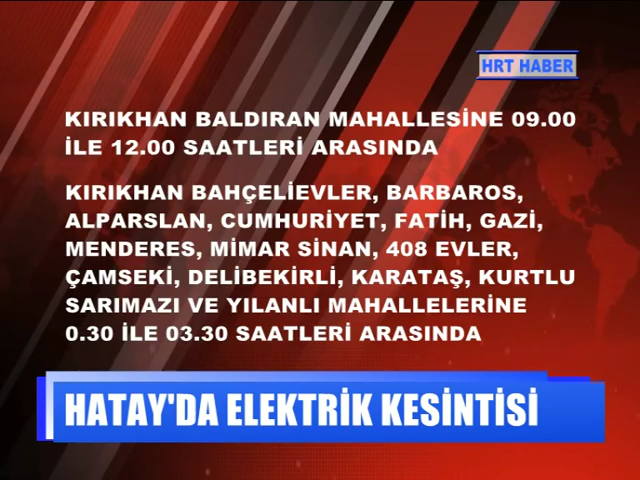 HRT HABER
KIRIKHAN BALDIRAN MAHALLESİNE 09.00
İLE 12.00 SAATLERİ ARASINDA
KIRIKHAN BAHÇELİEVLER, BARBAROS,
ALPARSLAN, CUMHURİYET, FATİH, GAZİ,
MENDERES, MİMAR SİNAN, 408 EVLER,
ÇAMSEKİ, DELİBEKİRLİ, KARATAŞ, KURTLU
SARIMAZI VE YILANLI MAHALLELERİNE
0.30 İLE 03.30 SAATLERİ ARASINDA
HATAY'DA ELEKTRİK KESİNTİSİ